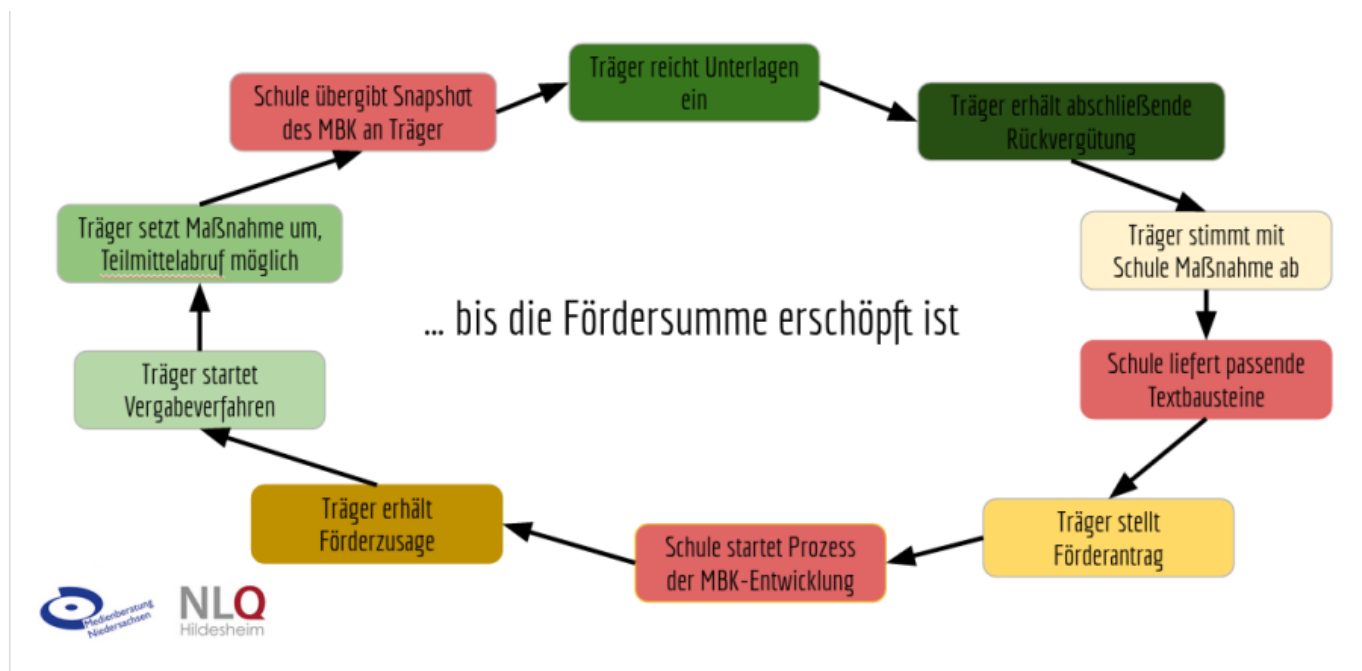 Träger reicht Unterlagen
ein
Schule übergibt Snapshot
des MBK an Träger
Träger erhält abschließende
Rückvergütung
Träger setzt Maßnahme um,
Teilmittelabruf möglich
Träger stimmt mit
Schule Maßnahme ab
... bis die Fördersumme erschöpft ist
Träger startet
Vergabeverfahren
Schule liefert passende
Textbausteine
Träger erhält
Förderzusage
Schule startet Prozess
der MBK-Entwicklung
Träger stellt
Förderantrag
Medienberatung
Niedersachsen
NLQ
Hildesheim